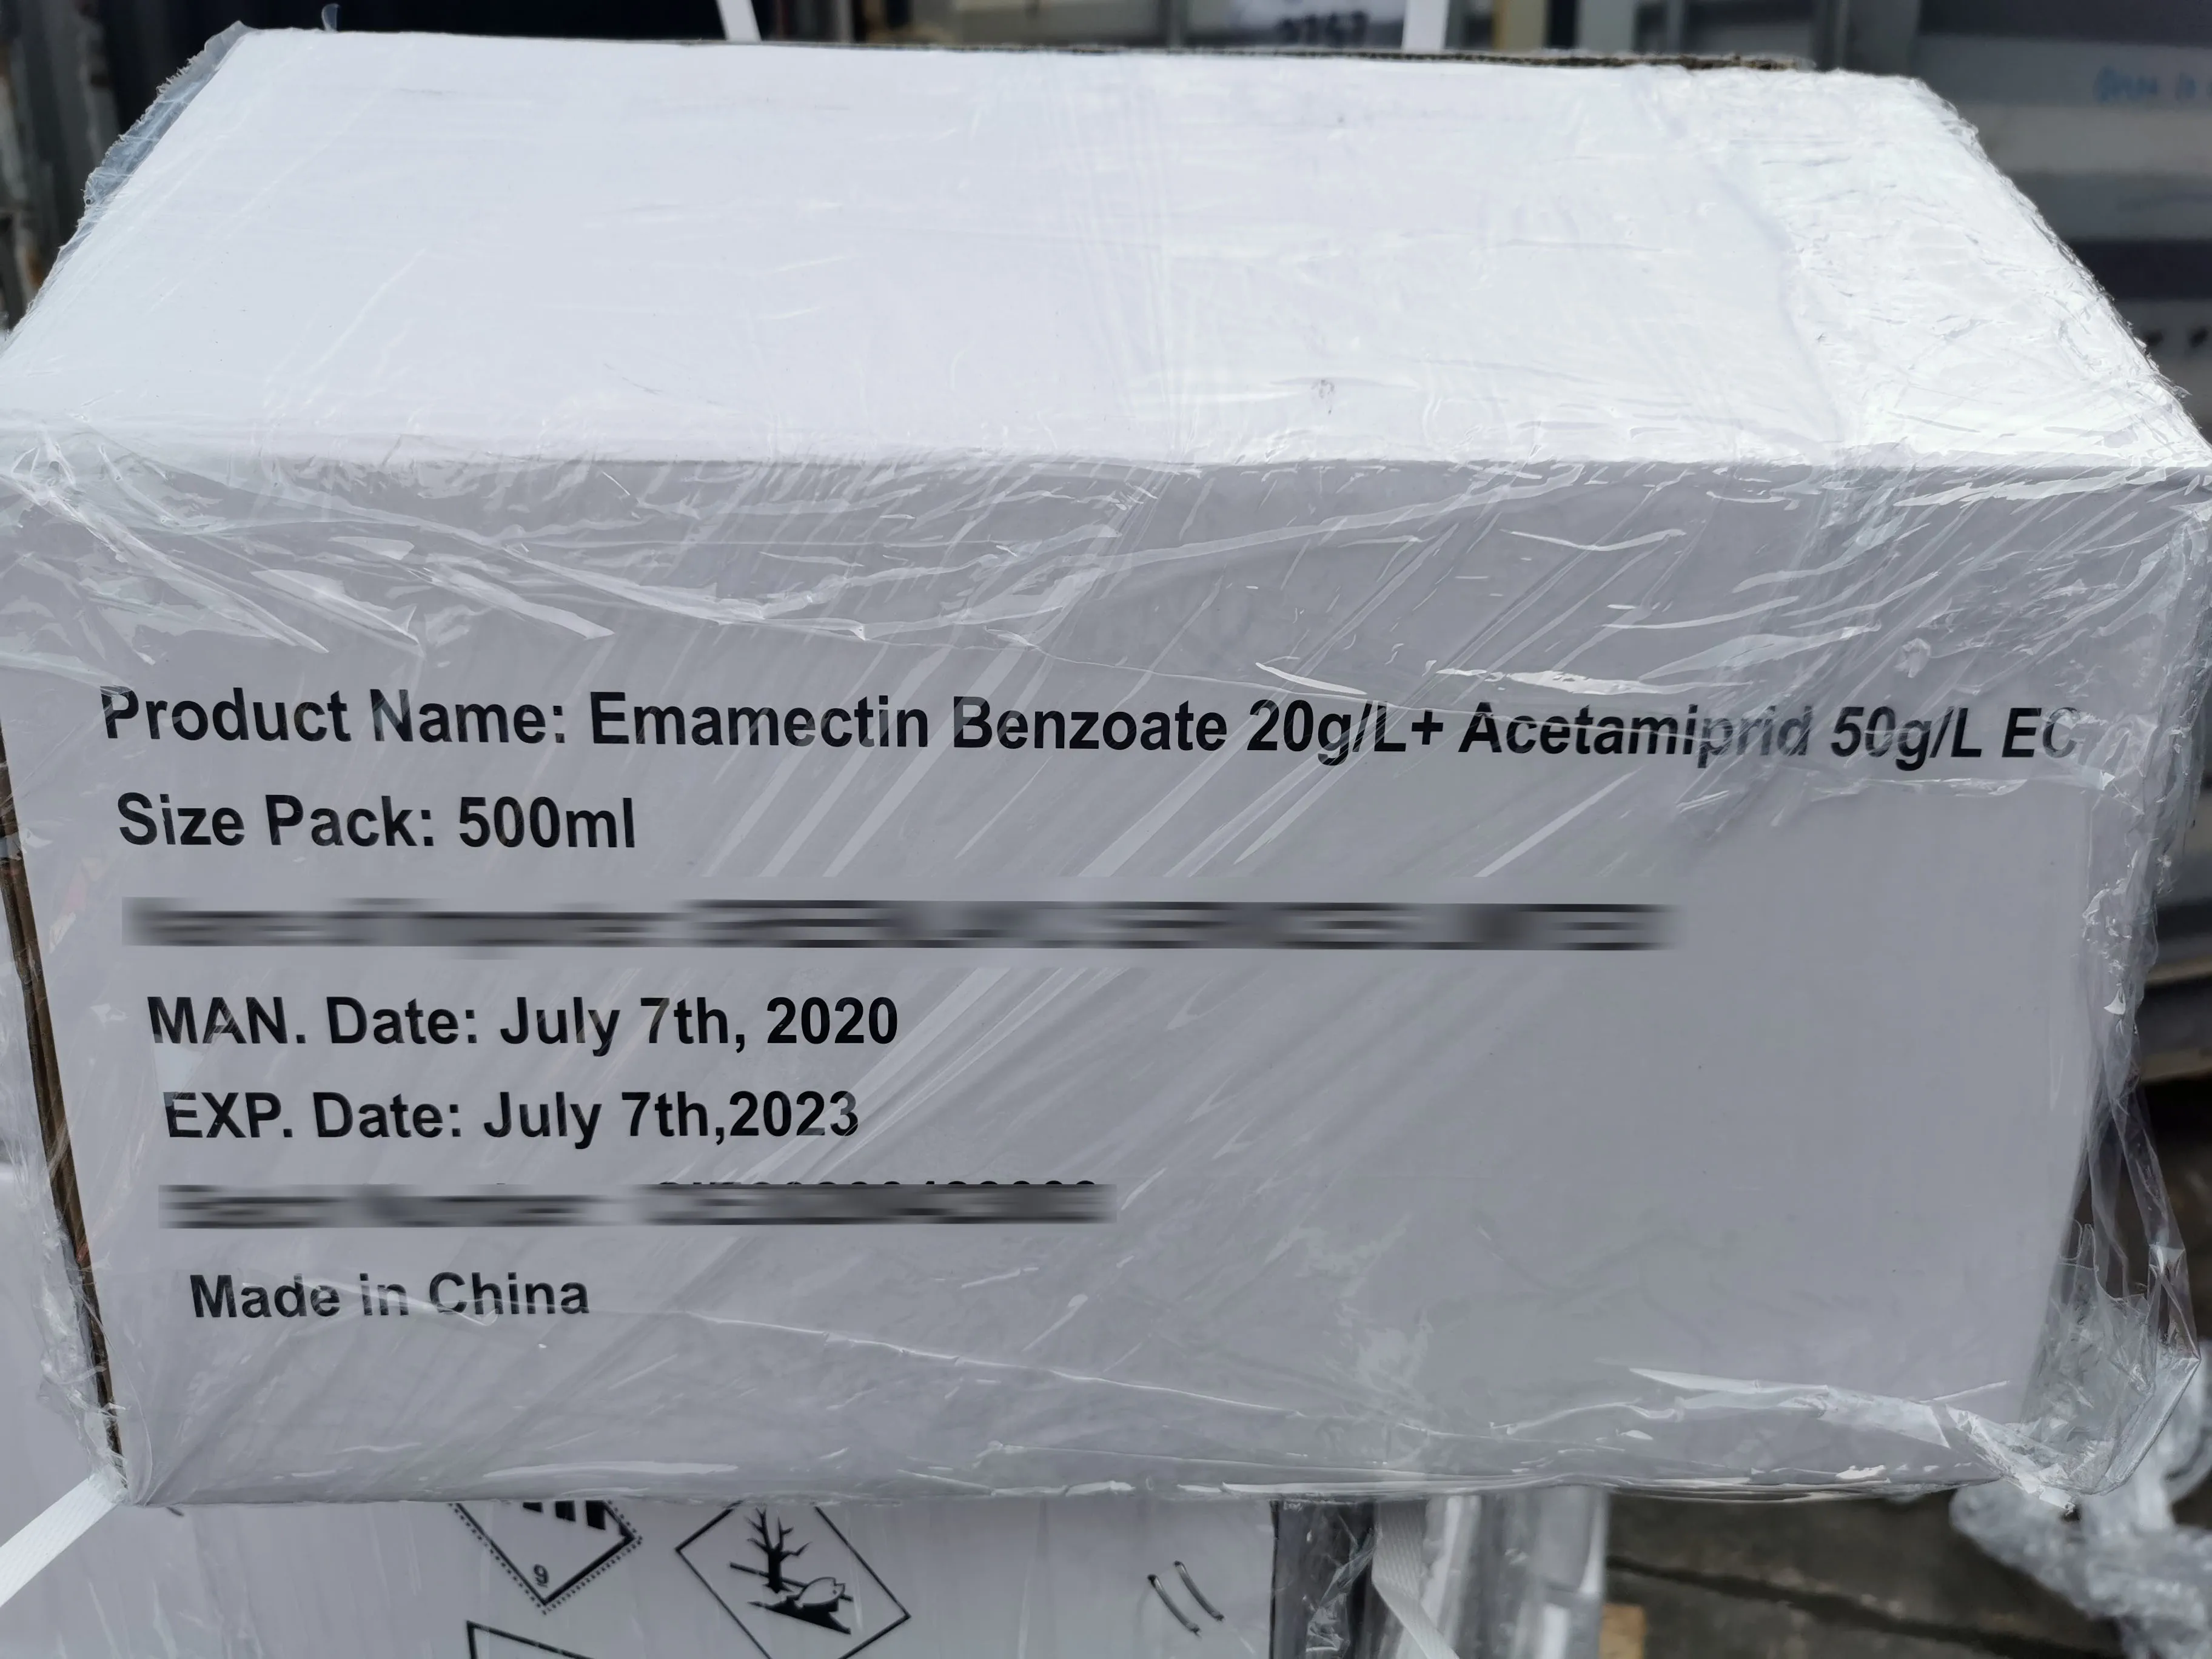 Product Name: Emamectin Benzoate 20g/L+ Acetamiprid 50g/L EC
Size Pack: 500ml
MAN. Date: July 7th, 2020
EXP. Date: July 7th,2023
Made in China
9